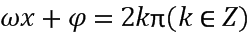 ωx + φ = 2kπ(k ∈ Z)